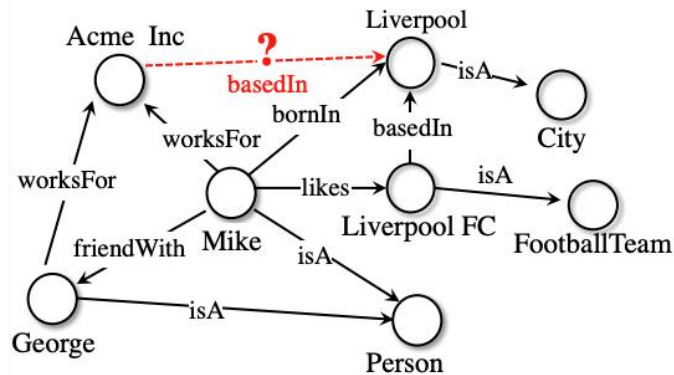 Liverpool
Acme Inc
?
isA
basedIn
bornIn
City
basedIn
worksFor
worksFor
isA
likes
Liverpool FC
Mike
FootballTeam
friendWith
isA
isA
George
Person